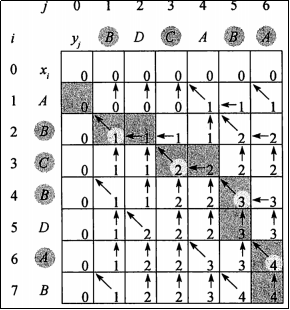 j 0 1 2 3 4 5 6
i yj B D C A B A
0 xi 0 0 0 0 0 0 0
1 A 0 0 0 0 1 1 1
2 B 0 1 1 1 1 2 2
3 C 0 1 1 2 2 2 2
4 B 0 1 1 2 2 3 3
5 D 0 1 2 2 2 3 3
6 A 0 1 2 2 3 3 4
7 B 0 1 2 2 3 4 4